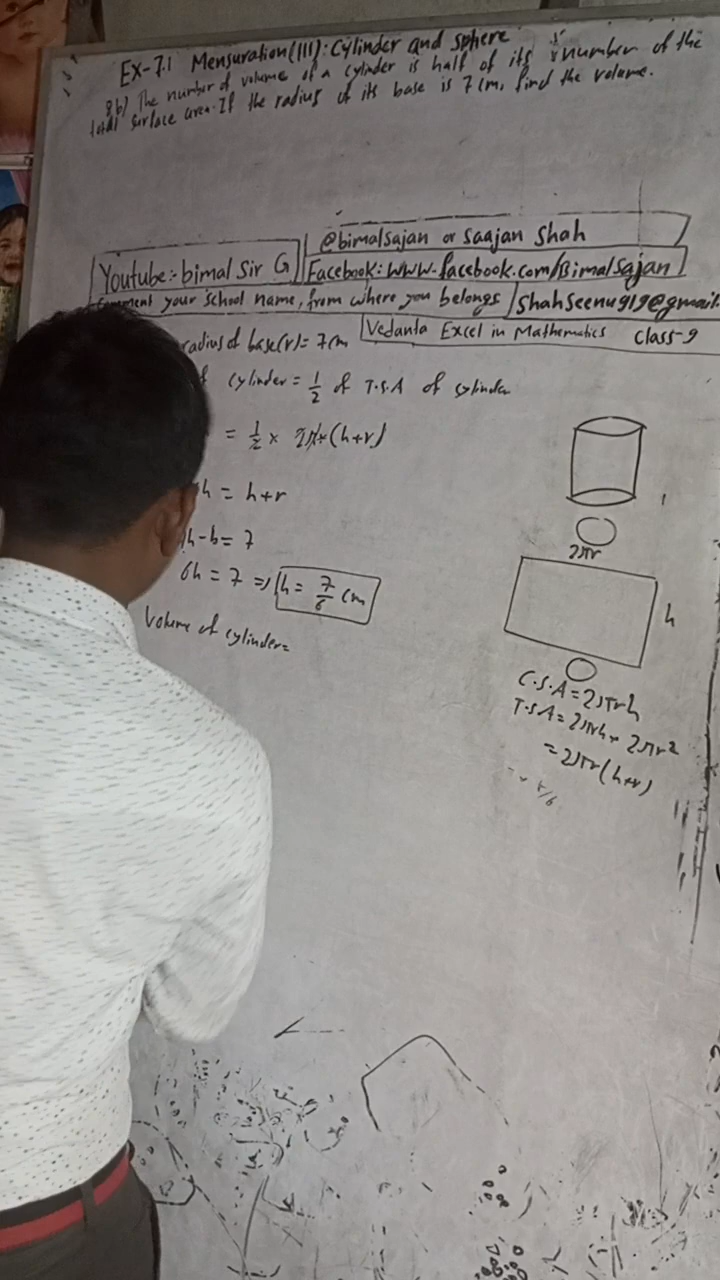 Ex-7.1 Mensuration(III): Cylinder and sphere
8b) The number of volume of a cylinder is half of its number of the
total surface area. If the radius of its base is 7cm, find the volume.
@bimalsajan or Saajan Shah
Youtube:- bimal Sir G
Facebook: www.facebook.com/Bimalsajan
comment your school name, from where you belongs
Shahseenu919@gmail.
Vedanta Excel in Mathematics class-9
radius of base(r)= 7cm
cylinder = 1/2 of T.S.A of cylinder
= 1/2 × 2πr(h+r)
h = h+r
h-h = 7
6h = 7 => h = 7/6 cm
Volume of cylinder=
2πr
h
C.S.A = 2πrh
T.S.A = 2πrh + 2πr²
= 2πr(h+r)